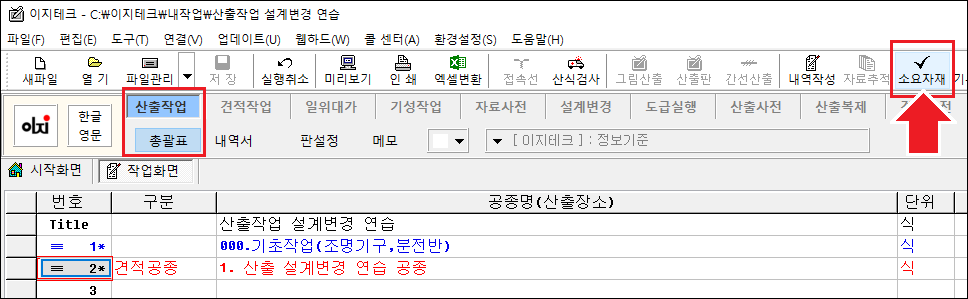 이지테크 - C:\이지테크\내작업\산출작업 설계변경 연습
파일(F) 편집(E) 도구(T) 연결(V) 업데이트(U) 웹하드(W) 콜 센터(A) 환경설정(S) 도움말(H)
새파일 열 기 파일관리 저 장 실행취소 미리보기 인 쇄 엑셀변환 접속선 산식검사 그림산출 산출판 간선산출 내역작성 자료추적 소요자재
한글 산출작업 견적작업 일위대가 기성작업 자료사전 설계변경 도급실행 산출사전 산출복제
영문 총괄표 내역서 판설정 메모 [ 이지테크 ] : 정보기준
시작화면 작업화면
번호 구분 공종명(산출장소) 단위
Title 산출작업 설계변경 연습 식
1* 000.기초작업(조명기구,분전반) 식
2* 견적공종 1. 산출 설계변경 연습 공종 식
3